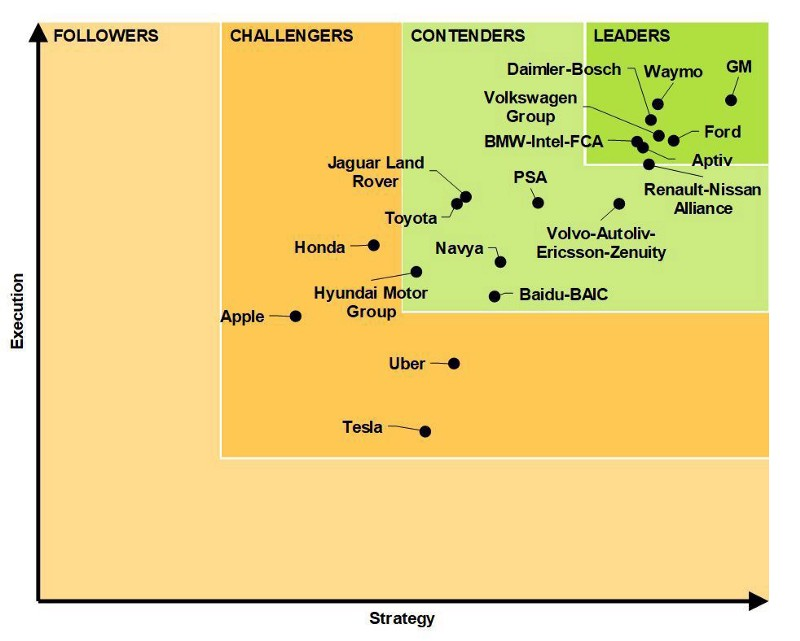 FOLLOWERS
CHALLENGERS
CONTENDERS
LEADERS
Daimler-Bosch
Waymo
GM
Volkswagen
Group
Ford
BMW-Intel-FCA
Aptiv
Jaguar Land
Rover
PSA
Renault-Nissan
Alliance
Toyota
Volvo-Autoliv-
Ericsson-Zenuity
Honda
Navya
Hyundai Motor
Group
Baidu-BAIC
Apple
Uber
Tesla
Execution
Strategy